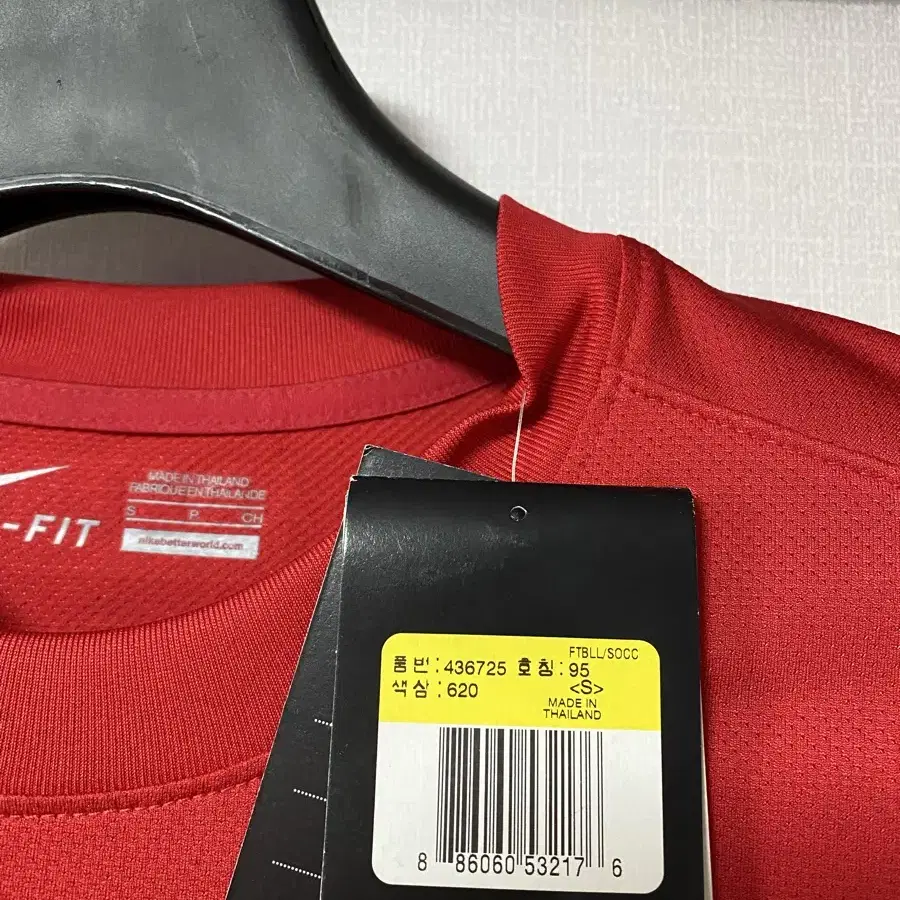 MADE IN THAILAND
FABRIQUE EN THAILANDE
S P CH
-FIT
nikebetterworld.com
FTBLL/SOCC
품번: 436725 호칭: 95
색상: 620 <S>
MADE IN
THAILAND
8 86060 53217 6